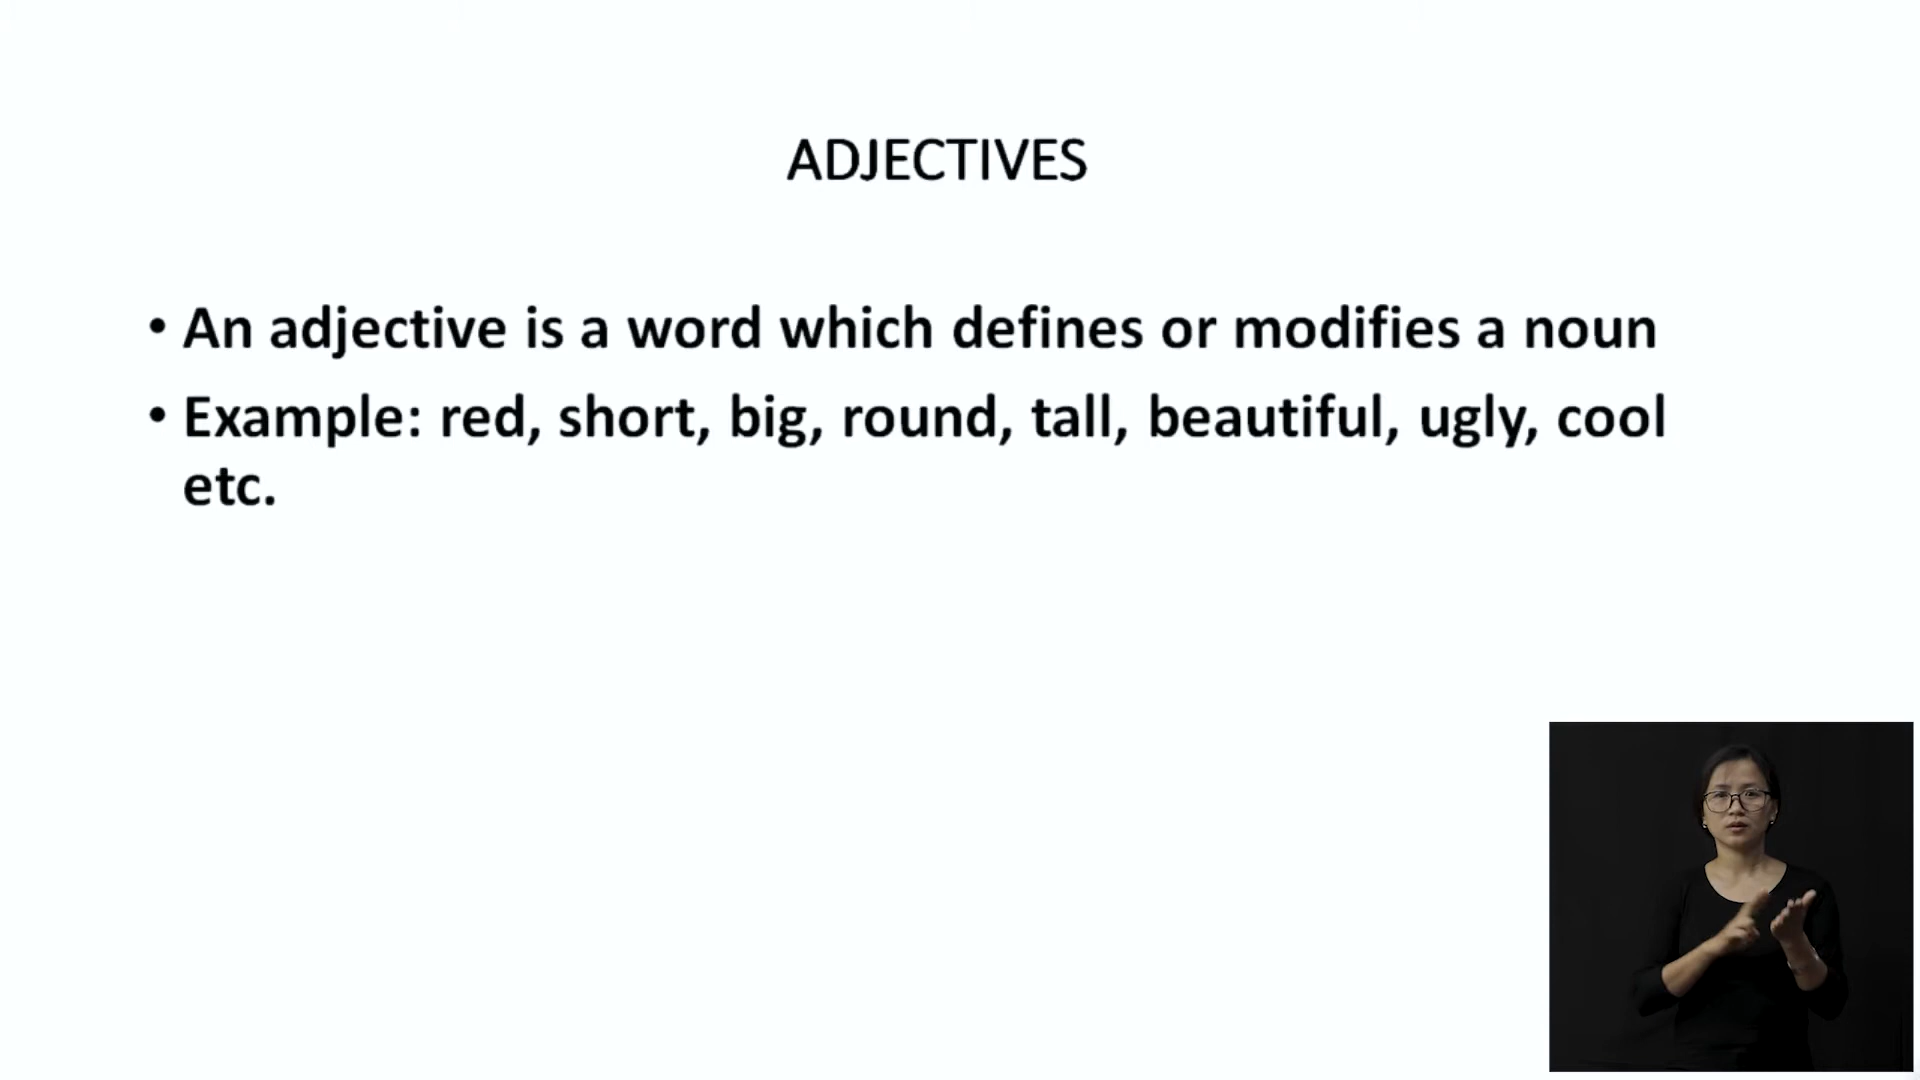 ADJECTIVES
• An adjective is a word which defines or modifies a noun
• Example: red, short, big, round, tall, beautiful, ugly, cool
etc.